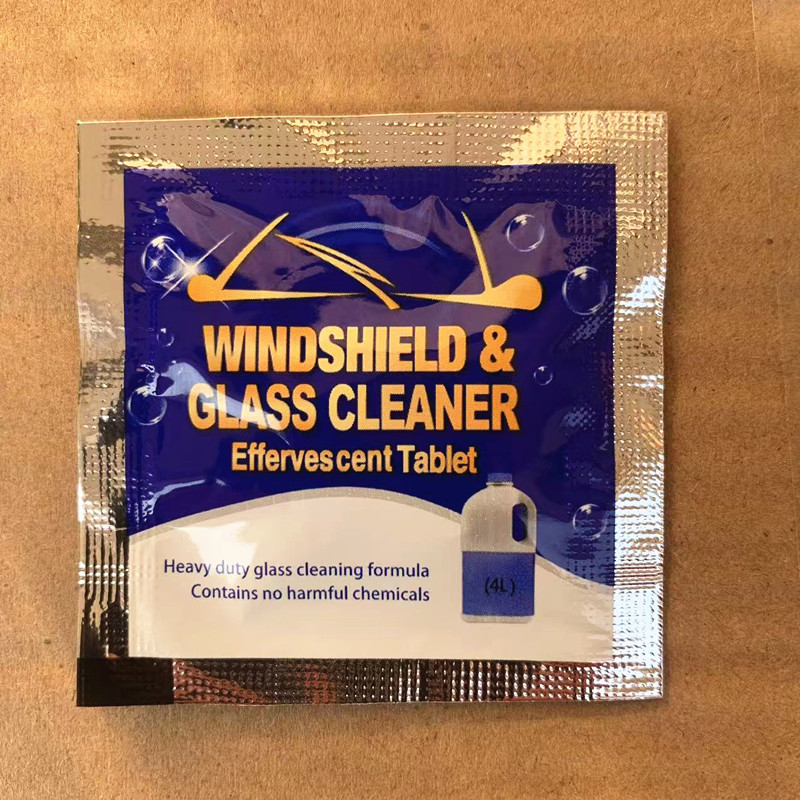 WINDSHIELD &
GLASS CLEANER
Effervescent Tablet
Heavy duty glass cleaning formula
Contains no harmful chemicals
(4L)